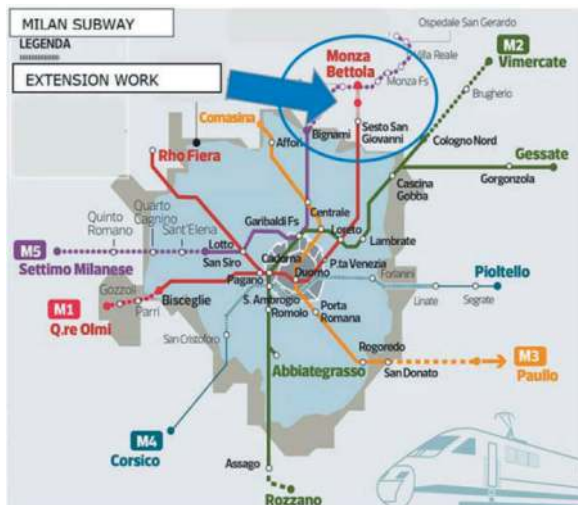 MILAN SUBWAY
LEGENDA
EXTENSION WORK
Ospedale San Gerardo
Villa Reale
Monza
Bettola
Monza Fs
M2
Vimercate
Brugherio
Comasina
Bignami
Sesto San
Giovanni
Affori
Cologno Nord
Rho Fiera
Gessate
Cascina
Gobba
Gorgonzola
Quinto
Romano
Quarto
Cagnino
Sant'Elena
Garibaldi Fs
Centrale
Loreto
Lambrate
M5
Settimo Milanese
Lotto
San Siro
Cadorna
P.ta Venezia
Pagano
Duomo
Forlanini
Pioltello
Gozzoli
Bisceglie
S. Ambrogio
Linate
Segrate
M1
Q.re Olmi
Parri
Romolo
Porta
Romana
San Cristoforo
Rogoredo
Abbiategrasso
San Donato
M3
Paullo
M4
Corsico
Assago
Rozzano